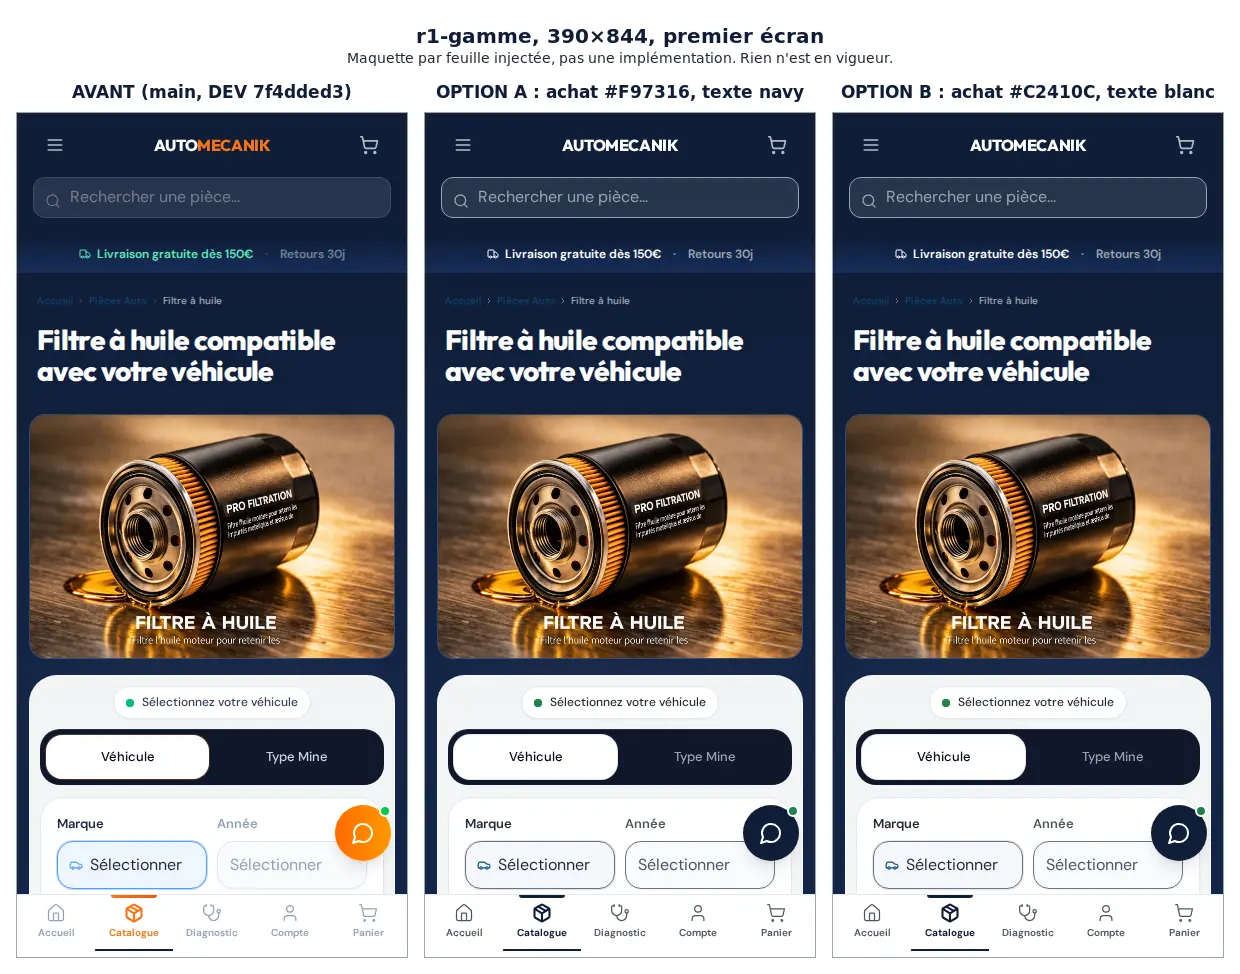 r1-gamme, 390×844, premier écran
Maquette par feuille injectée, pas une implémentation. Rien n'est en vigueur.
AVANT (main, DEV 7f4dded3)
AUTOMECANIK
Rechercher une pièce...
Livraison gratuite dès 150€ · Retours 30j
Accueil › Pièces Auto › Filtre à huile
Filtre à huile compatible
avec votre véhicule
PRO FILTRATION
FILTRE À HUILE
Filtre l'huile moteur pour retenir les
Sélectionnez votre véhicule
Véhicule Type Mine
Marque Année
Sélectionner Sélectionner
Accueil Catalogue Diagnostic Compte Panier
OPTION A : achat #F97316, texte navy
AUTOMECANIK
Rechercher une pièce...
Livraison gratuite dès 150€ · Retours 30j
Accueil › Pièces Auto › Filtre à huile
Filtre à huile compatible
avec votre véhicule
PRO FILTRATION
FILTRE À HUILE
Filtre l'huile moteur pour retenir les
Sélectionnez votre véhicule
Véhicule Type Mine
Marque Année
Sélectionner Sélectionner
Accueil Catalogue Diagnostic Compte Panier
OPTION B : achat #C2410C, texte blanc
AUTOMECANIK
Rechercher une pièce...
Livraison gratuite dès 150€ · Retours 30j
Accueil › Pièces Auto › Filtre à huile
Filtre à huile compatible
avec votre véhicule
PRO FILTRATION
FILTRE À HUILE
Filtre l'huile moteur pour retenir les
Sélectionnez votre véhicule
Véhicule Type Mine
Marque Année
Sélectionner Sélectionner
Accueil Catalogue Diagnostic Compte Panier